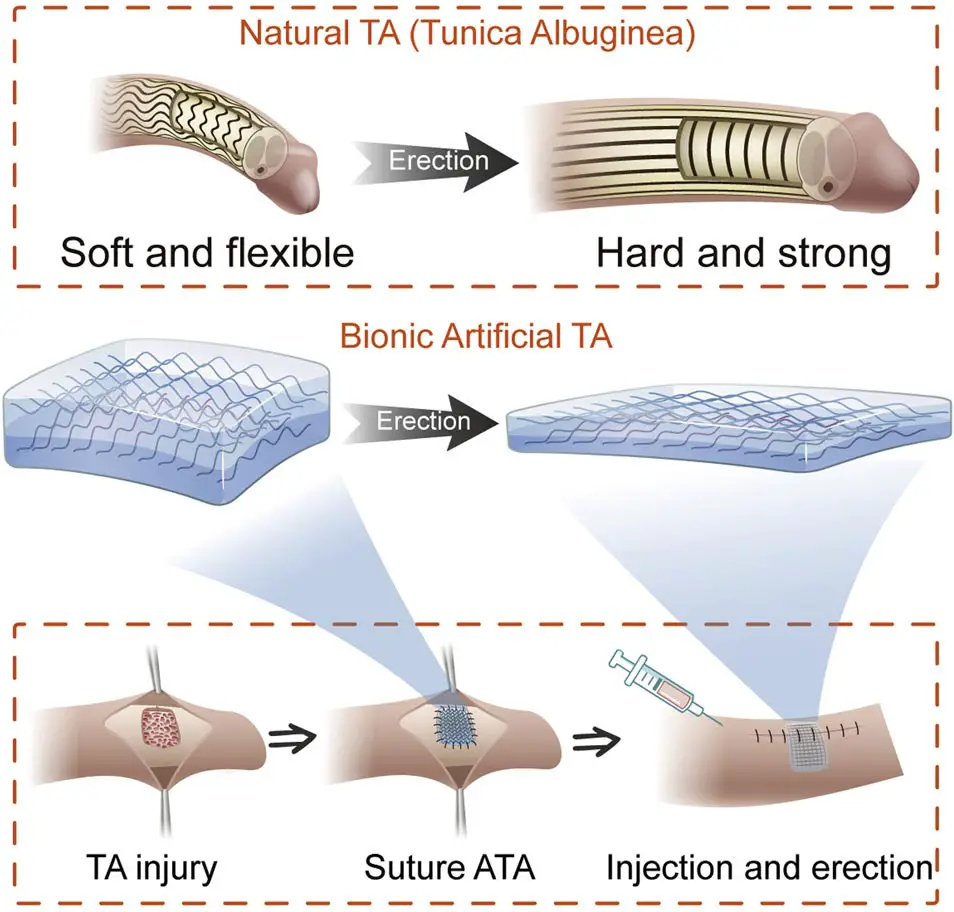 Natural TA (Tunica Albuginea)
Erection
Soft and flexible
Hard and strong
Bionic Artificial TA
Erection
TA injury
Suture ATA
Injection and erection